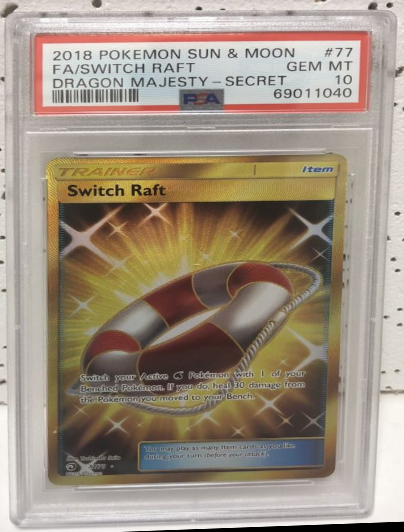 2018 POKEMON SUN & MOON #77
FA/SWITCH RAFT GEM MT
DRAGON MAJESTY - SECRET 10
PSA 69011040
TRAINER Item
Switch Raft
Switch your Active Pokémon with 1 of your
Benched Pokémon. If you do, heal 30 damage from
the Pokémon you moved to your Bench.
You may play as many Item cards as you like
during your turn (before your attack).